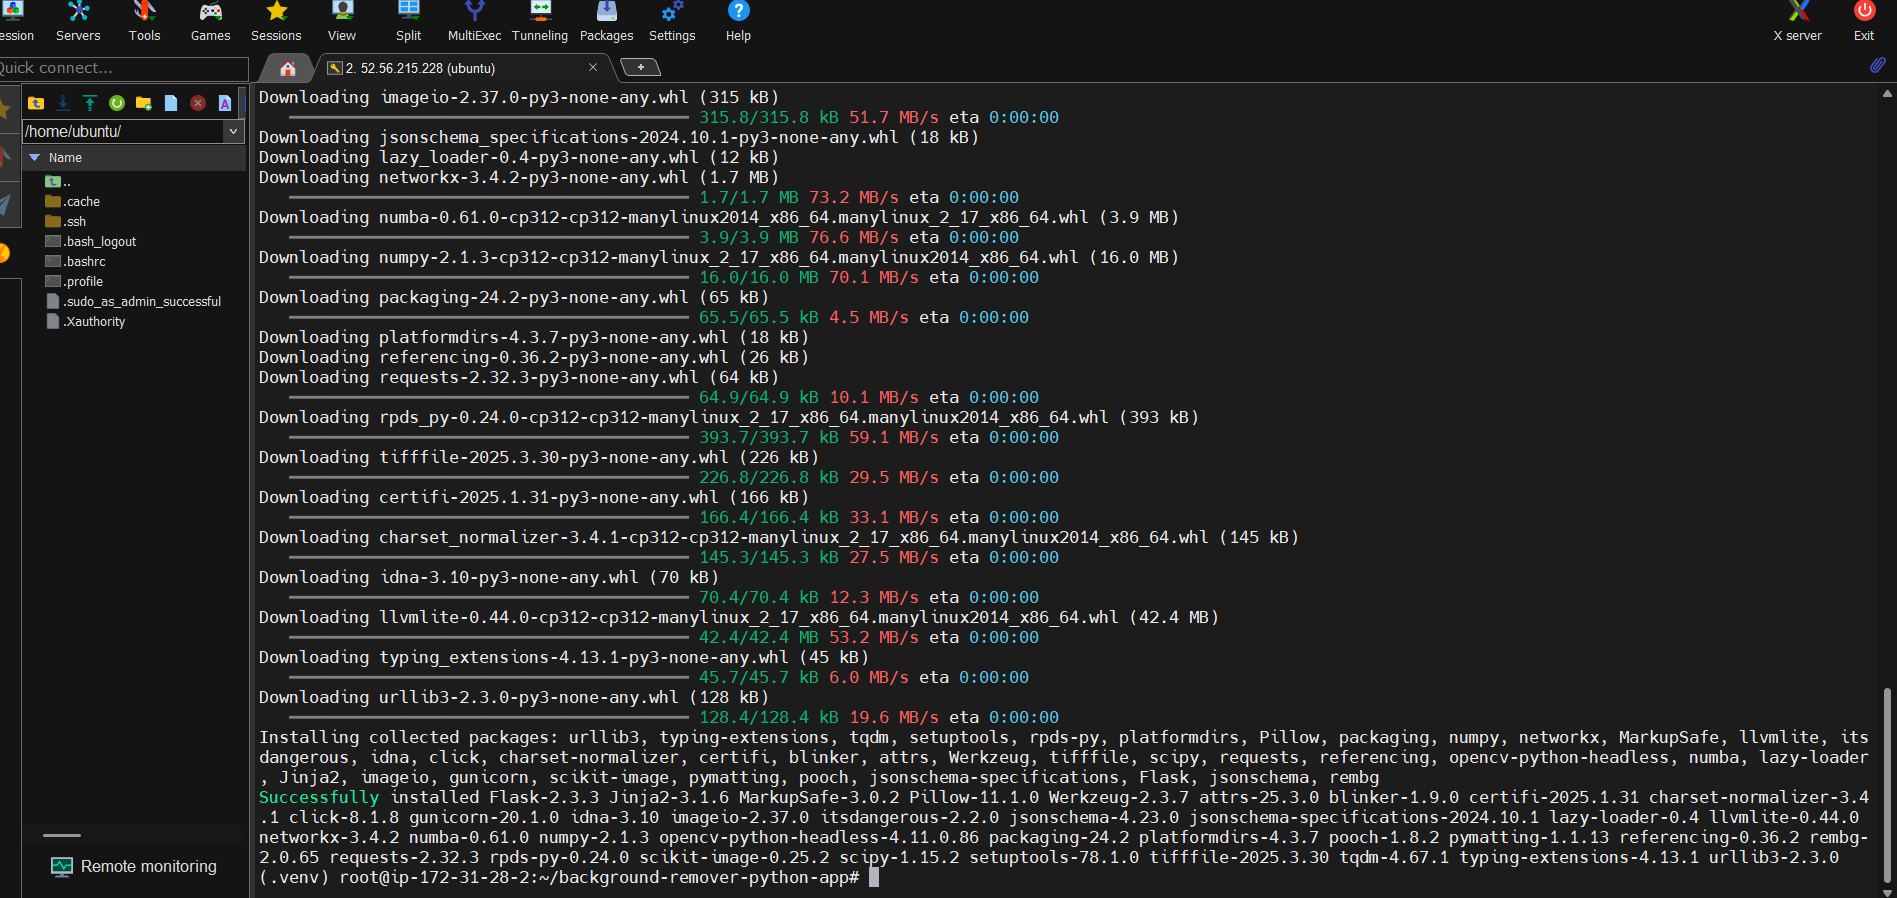 ession
Servers
Tools
Games
Sessions
View
Split
MultiExec
Tunneling
Packages
Settings
Help
X server
Exit
Quick connect...
2. 52.56.215.228 (ubuntu)
/home/ubuntu/
Name
..
.cache
.ssh
.bash_logout
.bashrc
.profile
.sudo_as_admin_successful
.Xauthority
Remote monitoring
Downloading imageio-2.37.0-py3-none-any.whl (315 kB)
315.8/315.8 kB 51.7 MB/s eta 0:00:00
Downloading jsonschema_specifications-2024.10.1-py3-none-any.whl (18 kB)
Downloading lazy_loader-0.4-py3-none-any.whl (12 kB)
Downloading networkx-3.4.2-py3-none-any.whl (1.7 MB)
1.7/1.7 MB 73.2 MB/s eta 0:00:00
Downloading numba-0.61.0-cp312-cp312-manylinux2014_x86_64.manylinux_2_17_x86_64.whl (3.9 MB)
3.9/3.9 MB 76.6 MB/s eta 0:00:00
Downloading numpy-2.1.3-cp312-cp312-manylinux_2_17_x86_64.manylinux2014_x86_64.whl (16.0 MB)
16.0/16.0 MB 70.1 MB/s eta 0:00:00
Downloading packaging-24.2-py3-none-any.whl (65 kB)
65.5/65.5 kB 4.5 MB/s eta 0:00:00
Downloading platformdirs-4.3.7-py3-none-any.whl (18 kB)
Downloading referencing-0.36.2-py3-none-any.whl (26 kB)
Downloading requests-2.32.3-py3-none-any.whl (64 kB)
64.9/64.9 kB 10.1 MB/s eta 0:00:00
Downloading rpds_py-0.24.0-cp312-cp312-manylinux_2_17_x86_64.manylinux2014_x86_64.whl (393 kB)
393.7/393.7 kB 59.1 MB/s eta 0:00:00
Downloading tifffile-2025.3.30-py3-none-any.whl (226 kB)
226.8/226.8 kB 29.5 MB/s eta 0:00:00
Downloading certifi-2025.1.31-py3-none-any.whl (166 kB)
166.4/166.4 kB 33.1 MB/s eta 0:00:00
Downloading charset_normalizer-3.4.1-cp312-cp312-manylinux_2_17_x86_64.manylinux2014_x86_64.whl (145 kB)
145.3/145.3 kB 27.5 MB/s eta 0:00:00
Downloading idna-3.10-py3-none-any.whl (70 kB)
70.4/70.4 kB 12.3 MB/s eta 0:00:00
Downloading llvmlite-0.44.0-cp312-cp312-manylinux_2_17_x86_64.manylinux2014_x86_64.whl (42.4 MB)
42.4/42.4 MB 53.2 MB/s eta 0:00:00
Downloading typing_extensions-4.13.1-py3-none-any.whl (45 kB)
45.7/45.7 kB 6.0 MB/s eta 0:00:00
Downloading urllib3-2.3.0-py3-none-any.whl (128 kB)
128.4/128.4 kB 19.6 MB/s eta 0:00:00
Installing collected packages: urllib3, typing-extensions, tqdm, setuptools, rpds-py, platformdirs, Pillow, packaging, numpy, networkx, MarkupSafe, llvmlite, its
dangerous, idna, click, charset-normalizer, certifi, blinker, attrs, Werkzeug, tifffile, scipy, requests, referencing, opencv-python-headless, numba, lazy-loader
, Jinja2, imageio, gunicorn, scikit-image, pymatting, pooch, jsonschema-specifications, Flask, jsonschema, rembg
Successfully installed Flask-2.3.3 Jinja2-3.1.6 MarkupSafe-3.0.2 Pillow-11.1.0 Werkzeug-2.3.7 attrs-25.3.0 blinker-1.9.0 certifi-2025.1.31 charset-normalizer-3.4
.1 click-8.1.8 gunicorn-20.1.0 idna-3.10 imageio-2.37.0 itsdangerous-2.2.0 jsonschema-4.23.0 jsonschema-specifications-2024.10.1 lazy-loader-0.4 llvmlite-0.44.0
networkx-3.4.2 numba-0.61.0 numpy-2.1.3 opencv-python-headless-4.11.0.86 packaging-24.2 platformdirs-4.3.7 pooch-1.8.2 pymatting-1.1.13 referencing-0.36.2 rembg-
2.0.65 requests-2.32.3 rpds-py-0.24.0 scikit-image-0.25.2 scipy-1.15.2 setuptools-78.1.0 tifffile-2025.3.30 tqdm-4.67.1 typing-extensions-4.13.1 urllib3-2.3.0
(.venv) root@ip-172-31-28-2:~/background-remover-python-app#